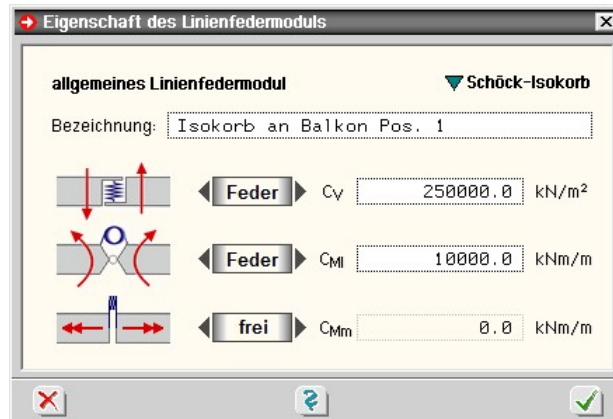 Eigenschaft des Linienfedermoduls
allgemeines Linienfedermodul Schöck-Isokorb
Bezeichnung: Isokorb an Balkon Pos. 1
Feder CV 250000.0 kN/m²
Feder CMl 10000.0 kNm/m
frei CMm 0.0 kNm/m